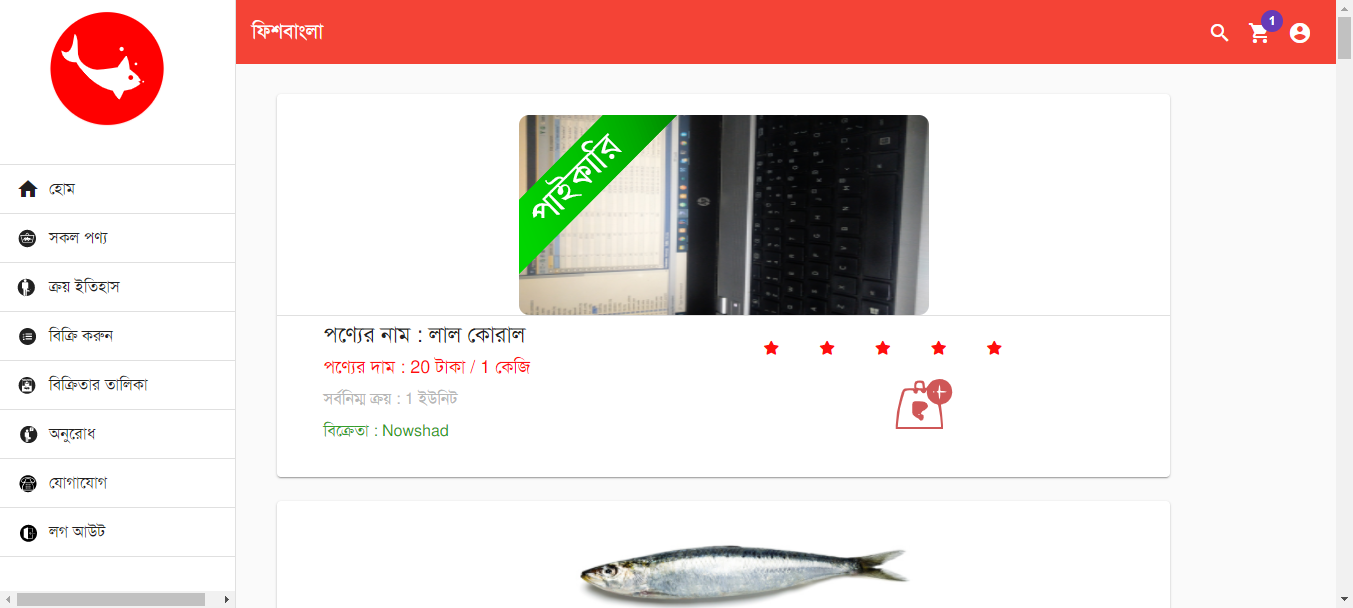 ফিশবাংলা
1
হোম
সকল পণ্য
ক্রয় ইতিহাস
বিক্রি করুন
বিক্রিতার তালিকা
অনুরোধ
যোগাযোগ
লগ আউট
পাইকারি
পণ্যের নাম : লাল কোরাল
পণ্যের দাম : 20 টাকা / 1 কেজি
সর্বনিম্ম ক্রয় : 1 ইউনিট
বিক্রেতা : Nowshad